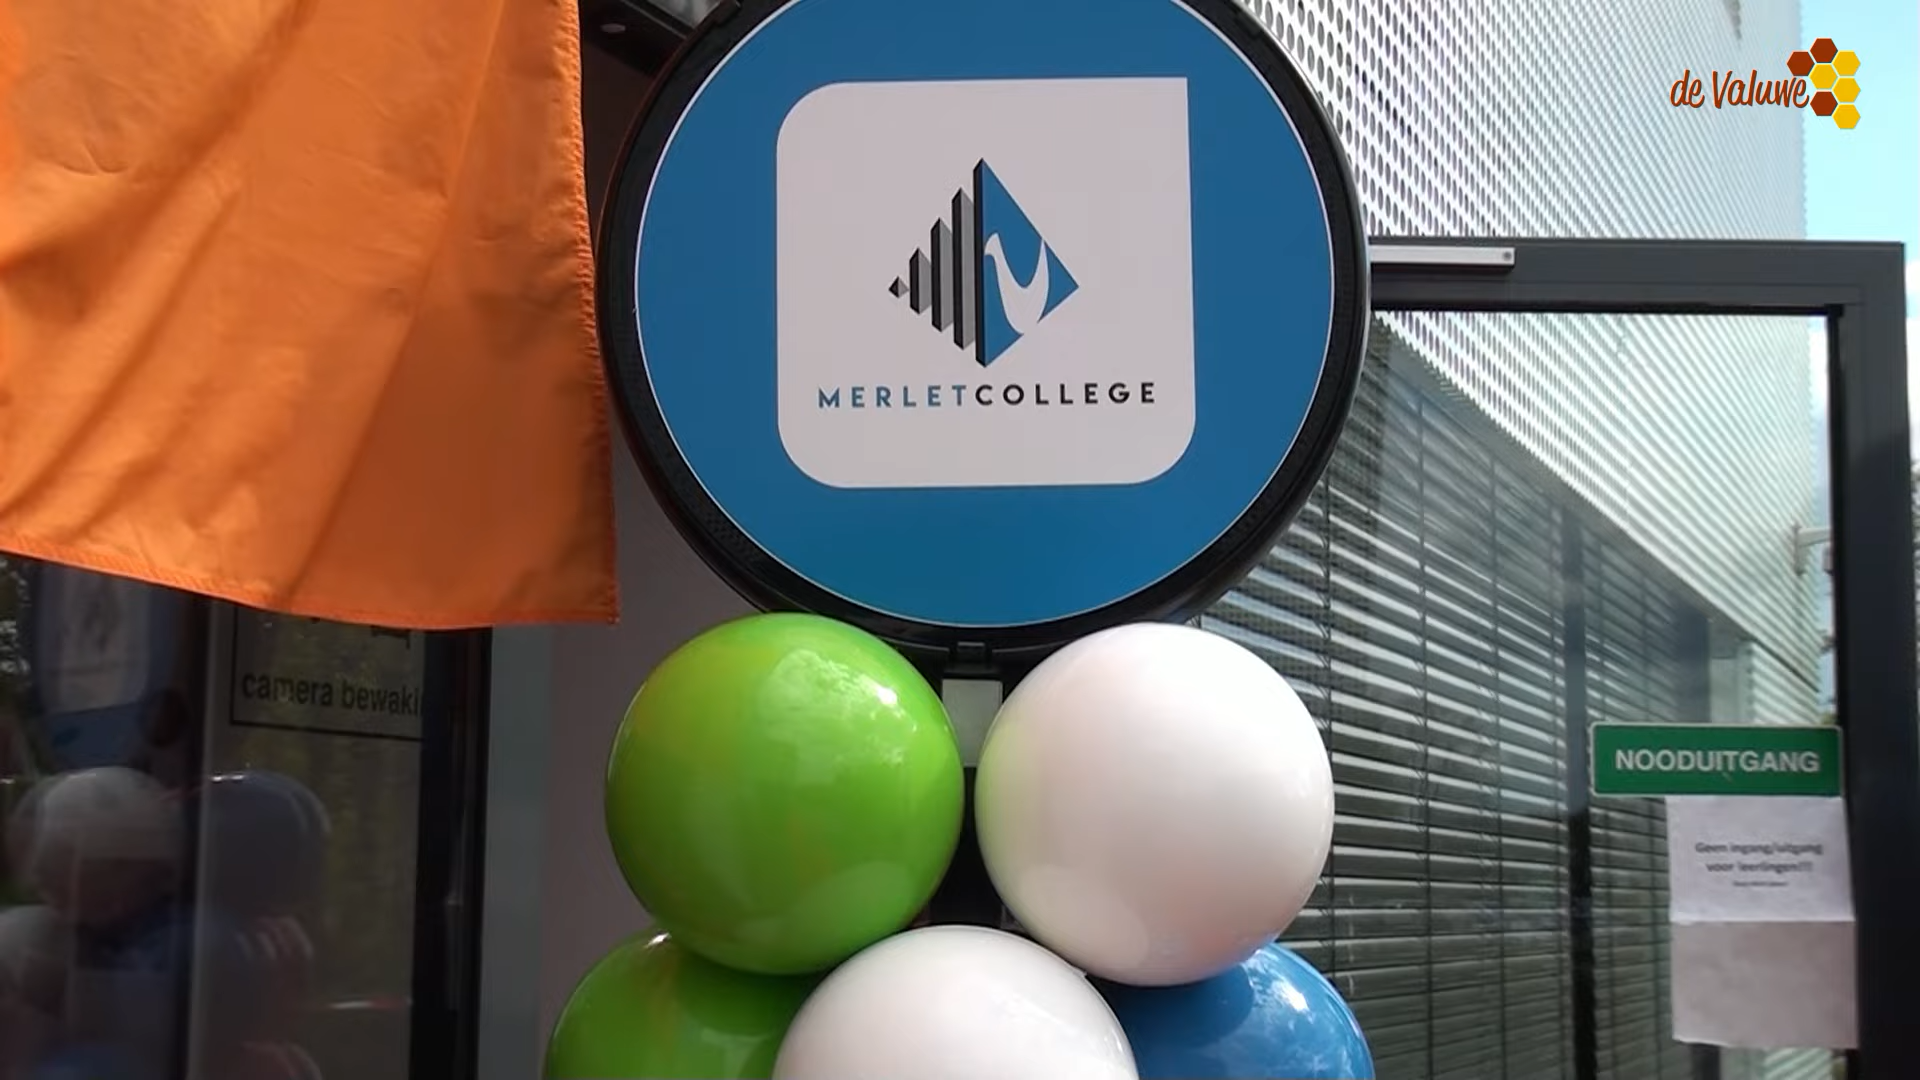 de Valuwe
MERLETCOLLEGE
camera bewaki
NOODUITGANG
Geen ingang/uitgang
voor leerlingen!!!